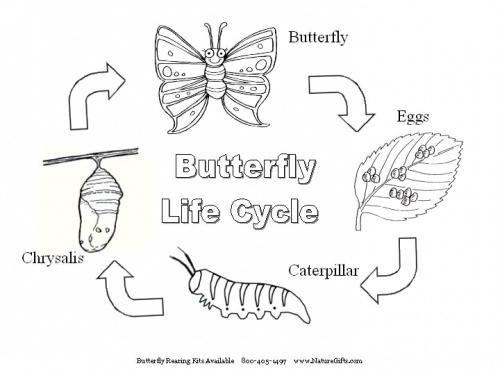 Butterfly
Eggs
Butterfly
Life Cycle
Chrysalis
Caterpillar
Butterfly Rearing Kits Available 800-405-1497 www.NatureGifts.com